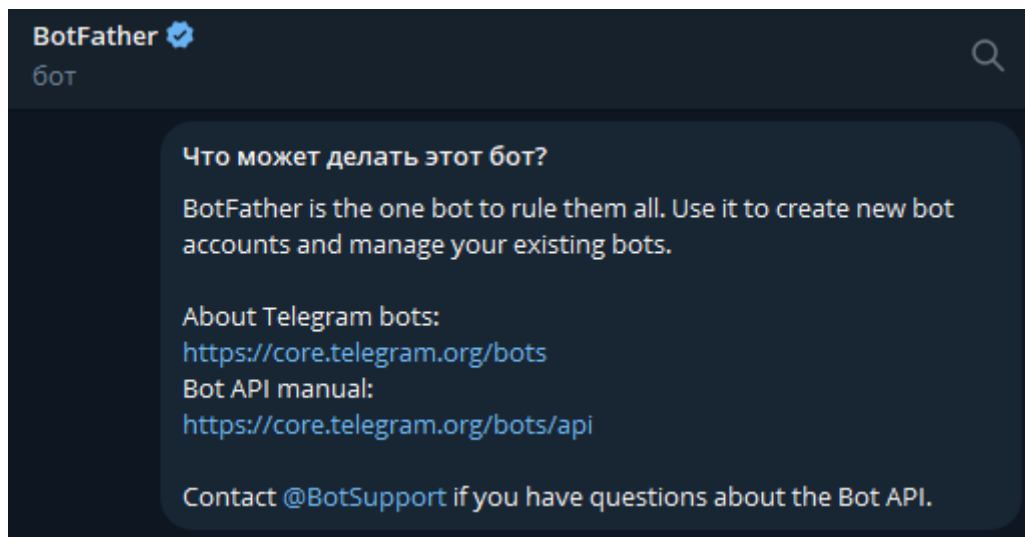 BotFather
бот
Что может делать этот бот?
BotFather is the one bot to rule them all. Use it to create new bot
accounts and manage your existing bots.
About Telegram bots:
https://core.telegram.org/bots
Bot API manual:
https://core.telegram.org/bots/api
Contact @BotSupport if you have questions about the Bot API.